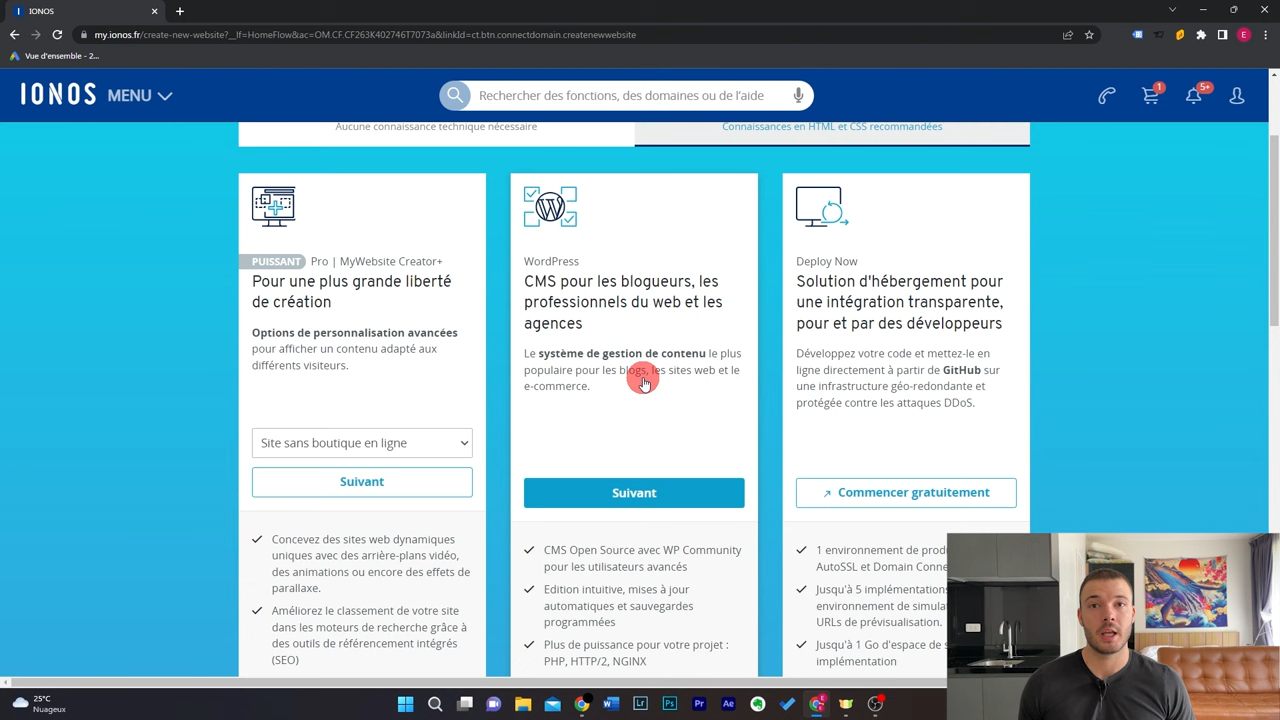 IONOS
my.ionos.fr/create-new-website?__lf=HomeFlow&ac=OM.CF.CF263K402746T7073a&linkId=ct.btn.connectdomain.createnewwebsite
E
Vue d'ensemble - 2...
IONOS MENU
Rechercher des fonctions, des domaines ou de l'aide
1
5+
Aucune connaissance technique nécessaire
Connaissances en HTML et CSS recommandées
PUISSANT Pro | MyWebsite Creator+
Pour une plus grande liberté
de création
Options de personnalisation avancées
pour afficher un contenu adapté aux
différents visiteurs.
Site sans boutique en ligne
Suivant
Concevez des sites web dynamiques
uniques avec des arrière-plans vidéo,
des animations ou encore des effets de
parallaxe.
Améliorez le classement de votre site
dans les moteurs de recherche grâce à
des outils de référencement intégrés
(SEO)
WordPress
CMS pour les blogueurs, les
professionnels du web et les
agences
Le système de gestion de contenu le plus
populaire pour les blogs, les sites web et le
e-commerce.
Suivant
CMS Open Source avec WP Community
pour les utilisateurs avancés
Edition intuitive, mises à jour
automatiques et sauvegardes
programmées
Plus de puissance pour votre projet :
PHP, HTTP/2, NGINX
Deploy Now
Solution d'hébergement pour
une intégration transparente,
pour et par des développeurs
Développez votre code et mettez-le en
ligne directement à partir de GitHub sur
une infrastructure géo-redondante et
protégée contre les attaques DDoS.
Commencer gratuitement
1 environnement de prod
AutoSSL et Domain Conne
Jusqu'à 5 implémentations
environnement de simula
URLs de prévisualisation.
Jusqu'à 1 Go d'espace de s
implémentation
25°C
Nuageux
W
Lr
Ps
Pr
Ae